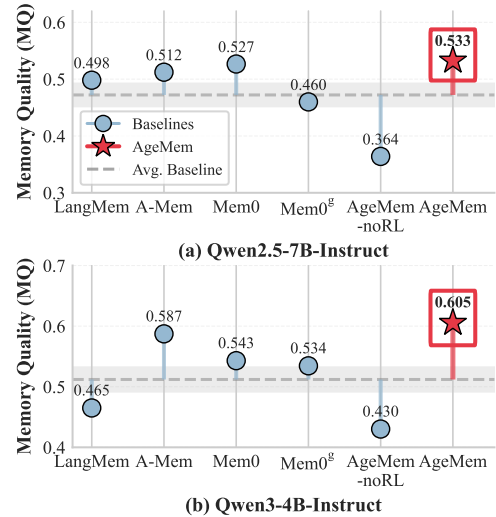 Memory Quality (MQ)
0.6
0.5
0.4
0.3
0.498
0.512
0.527
0.460
0.364
0.533
Baselines
AgeMem
Avg. Baseline
LangMem
A-Mem
Mem0
Mem0^g
AgeMem
-noRL
AgeMem
(a) Qwen2.5-7B-Instruct
Memory Quality (MQ)
0.7
0.6
0.5
0.4
0.465
0.587
0.543
0.534
0.430
0.605
LangMem
A-Mem
Mem0
Mem0^g
AgeMem
-noRL
AgeMem
(b) Qwen3-4B-Instruct